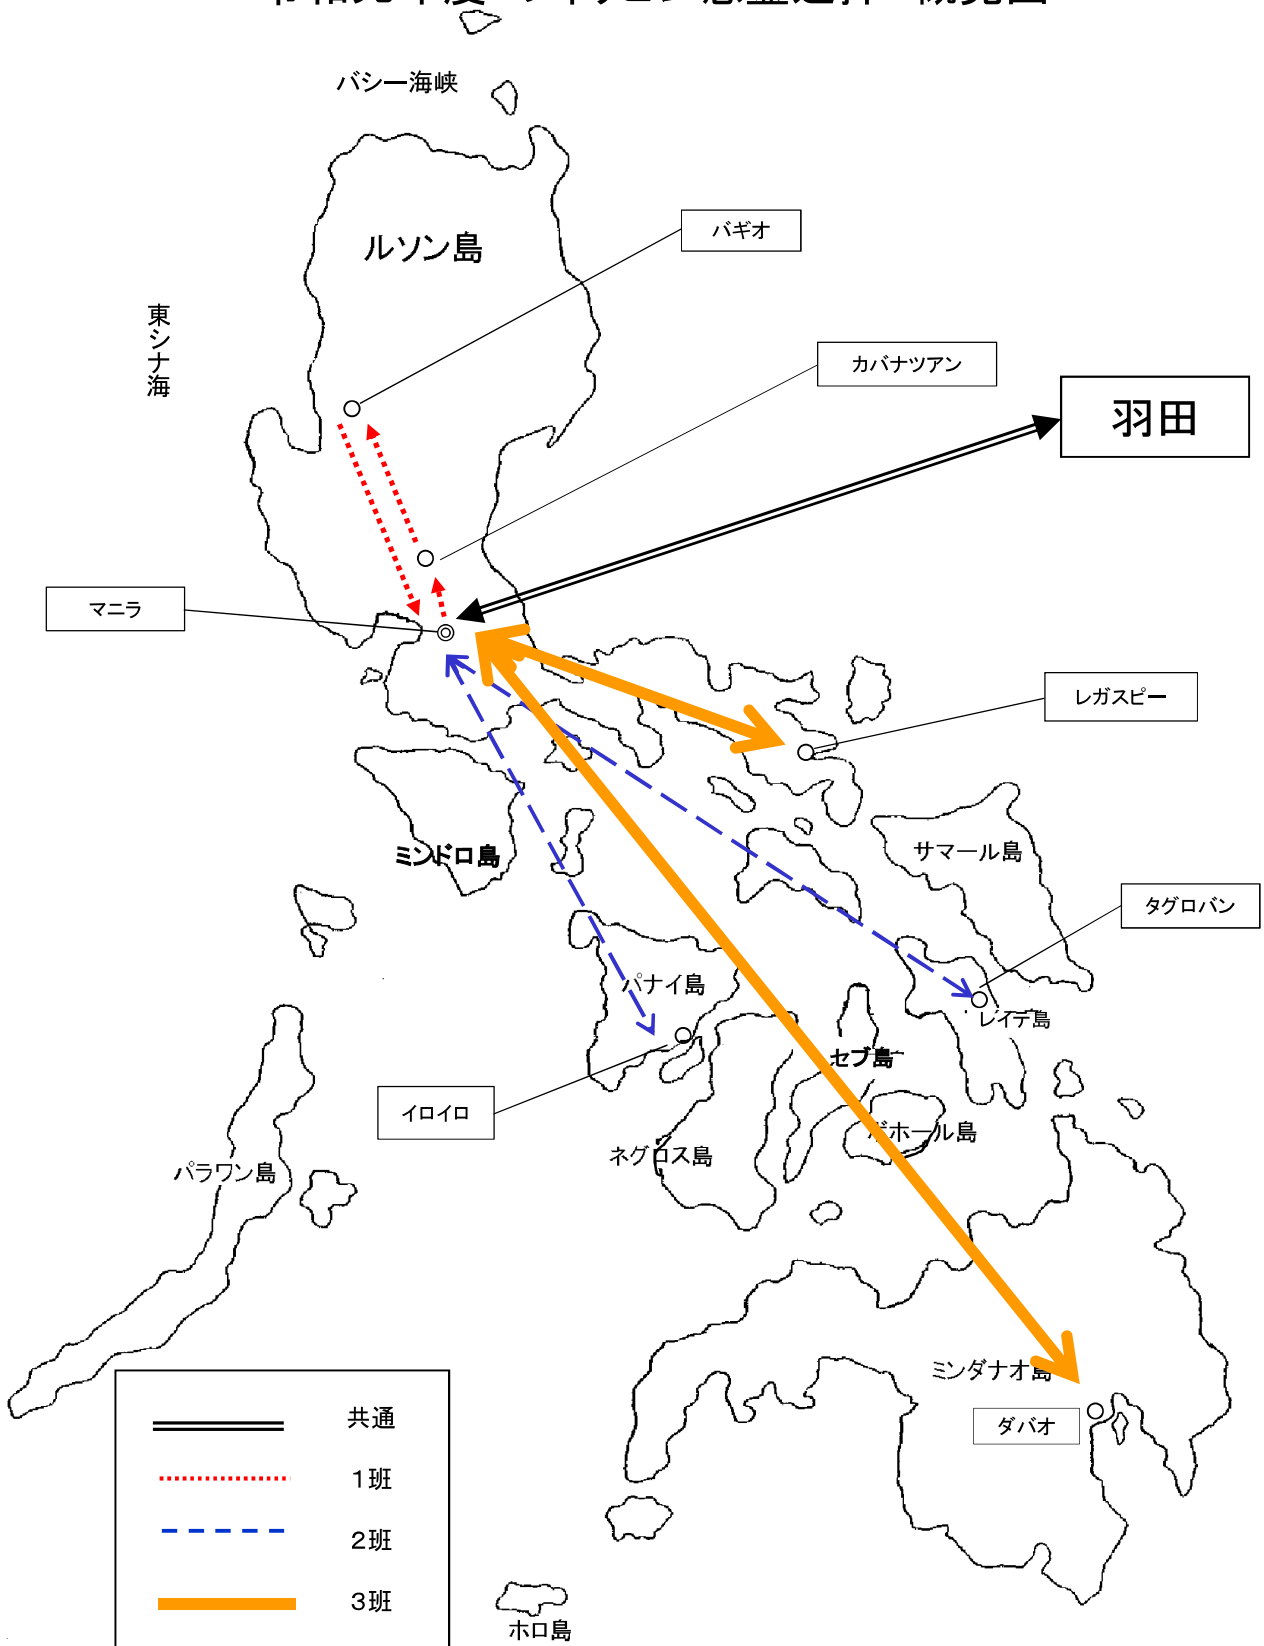 バシー海峡
ルソン島
バギオ
東シナ海
カバナツアン
羽田
マニラ
レガスピー
ミンドロ島
サマール島
タグロバン
パナイ島
レイテ島
セブ島
イロイロ
ボホール島
ネグロス島
パラワン島
ミンダナオ島
ダバオ
共通
1班
2班
3班
ホロ島